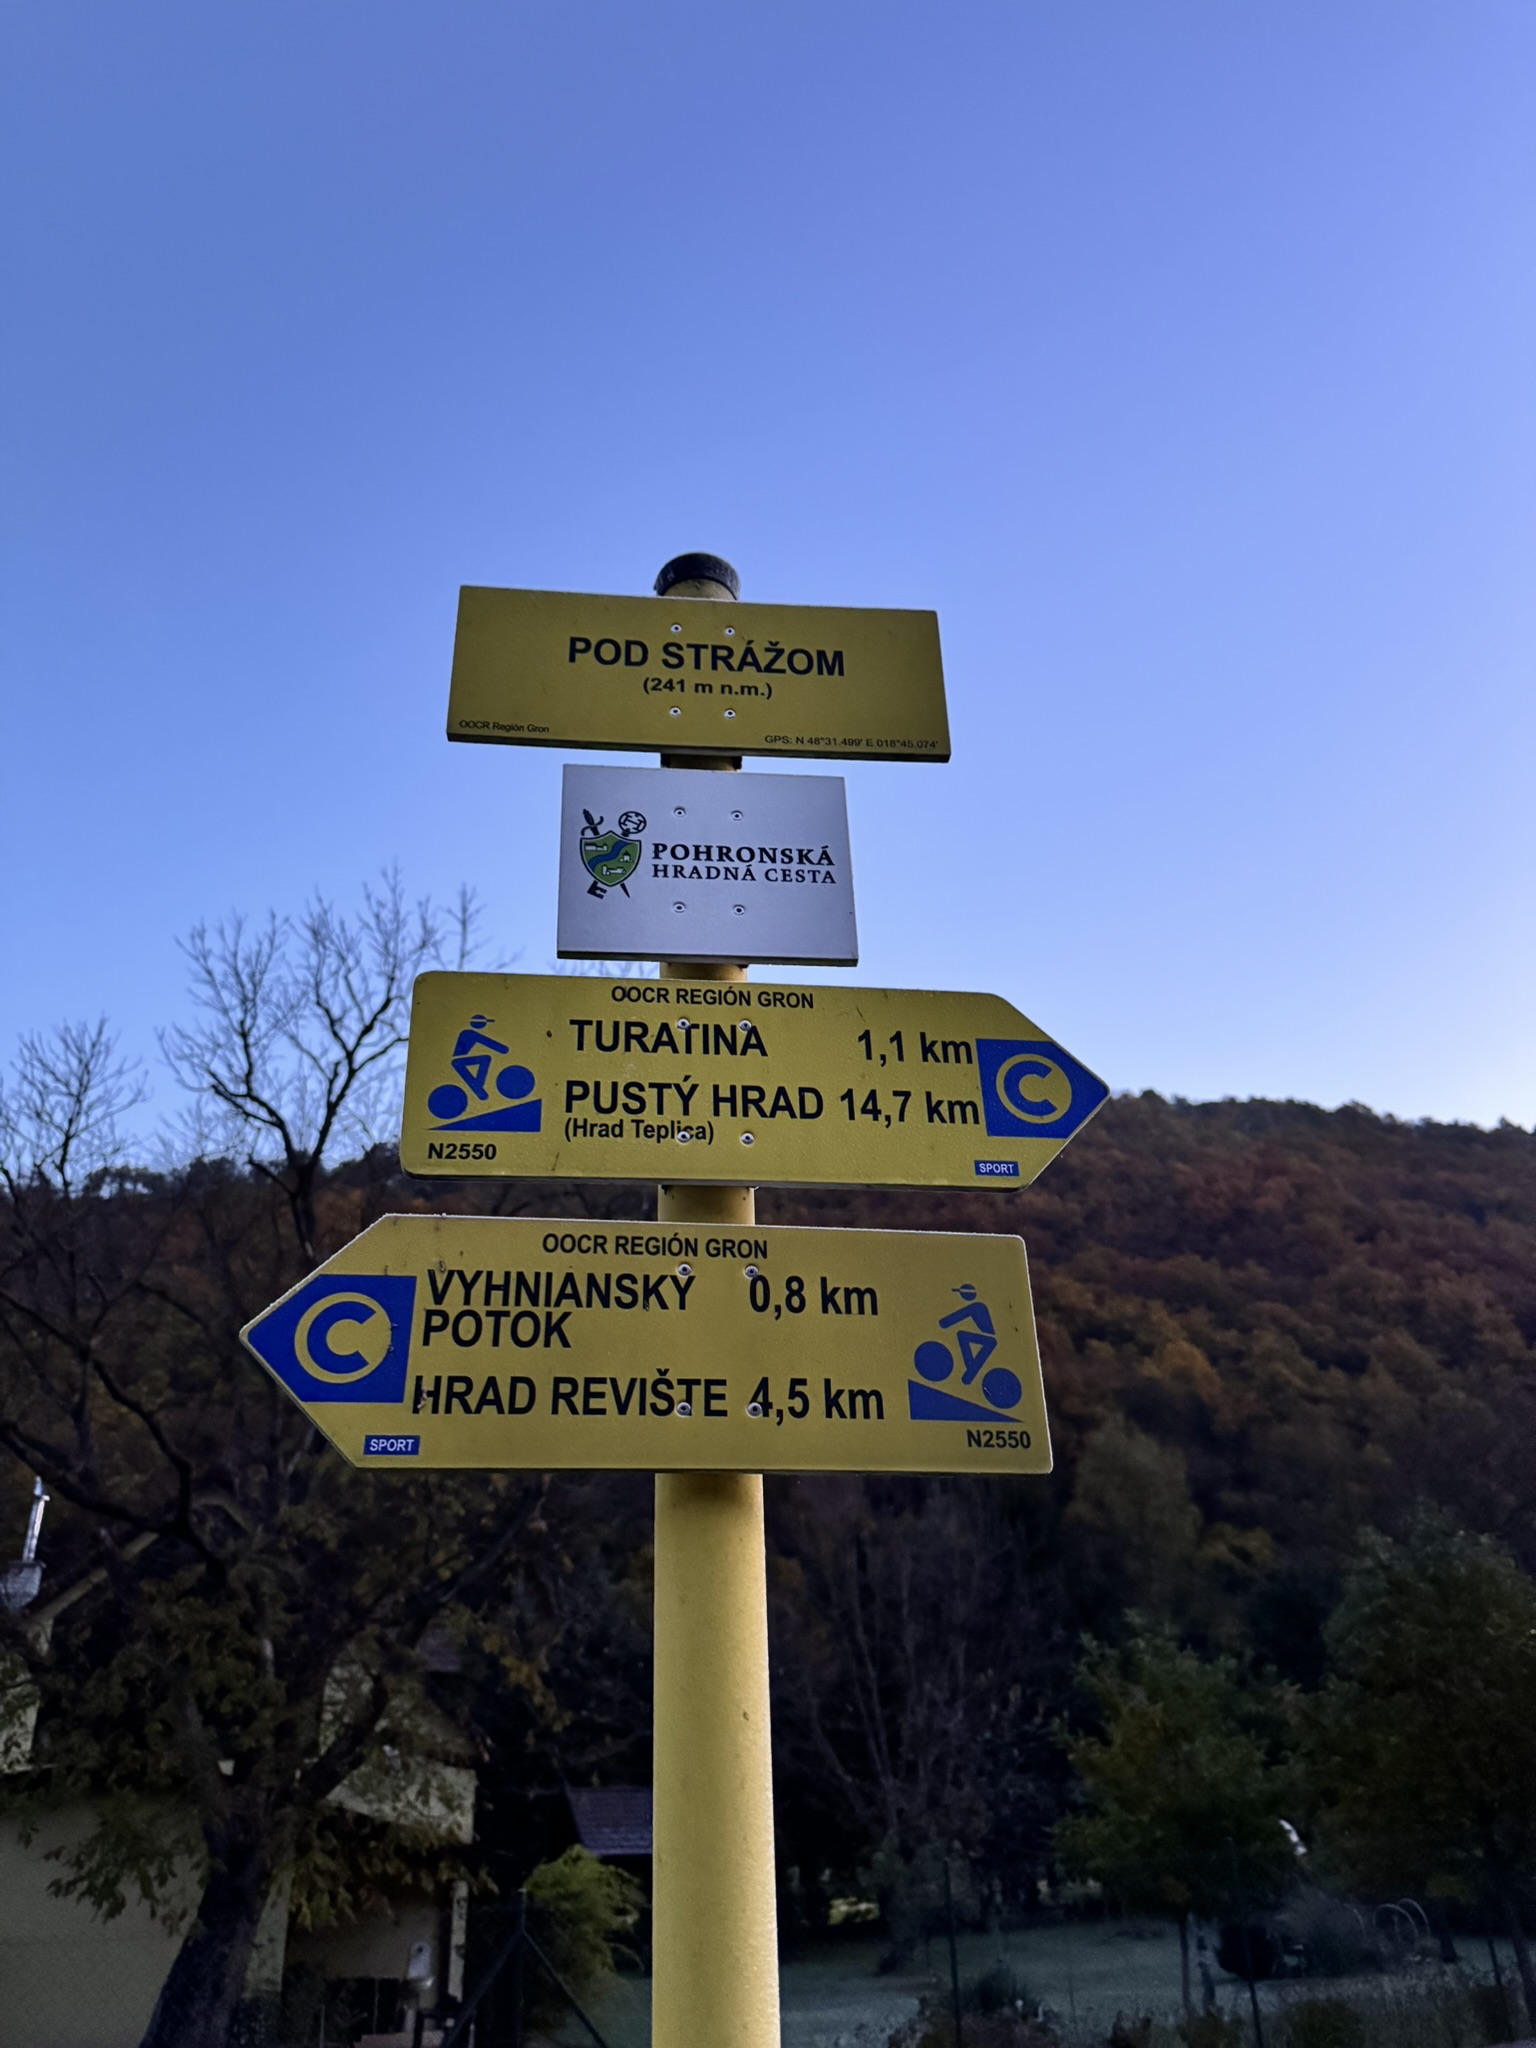 POD STRÁŽOM
(241 m n.m.)
OOCR Región Gron
GPS: N 48°31.499' E 018°45.074'
POHRONSKÁ
HRADNÁ CESTA
OOCR REGIÓN GRON
TURATINA 1,1 km
PUSTÝ HRAD 14,7 km
(Hrad Teplica)
C
N2550
SPORT
OOCR REGIÓN GRON
VYHNIANSKY 0,8 km
POTOK
C
HRAD REVIŠTE 4,5 km
SPORT
N2550